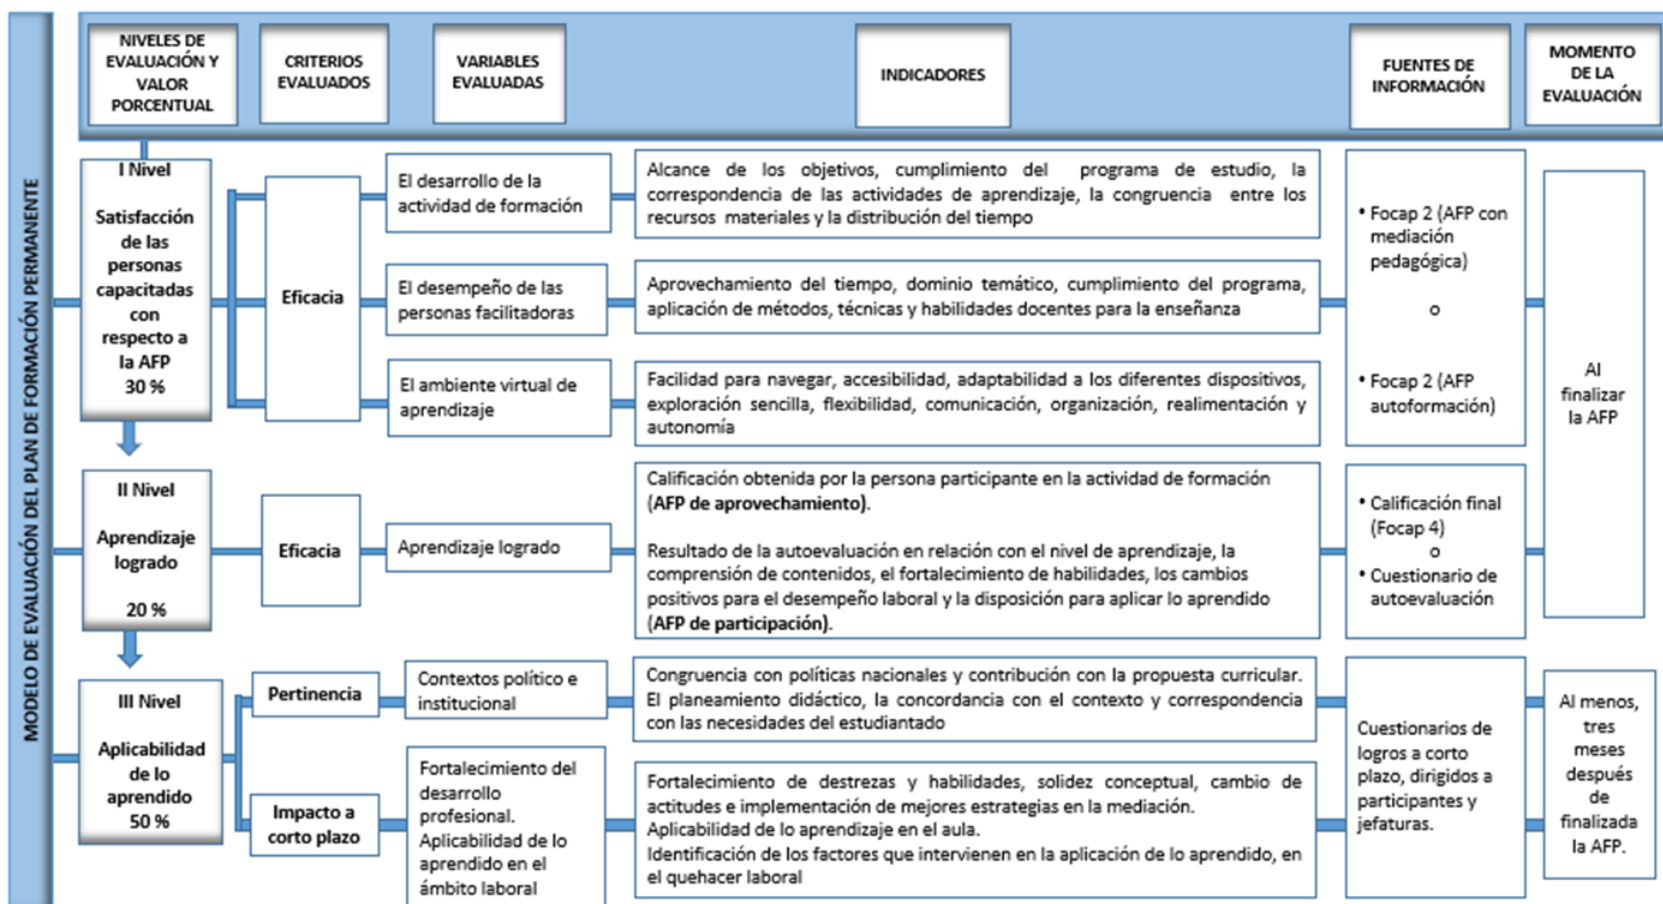 MODELO DE EVALUACIÓN DEL PLAN DE FORMACIÓN PERMANENTE
NIVELES DE
EVALUACIÓN Y
VALOR
PORCENTUAL
CRITERIOS
EVALUADOS
VARIABLES
EVALUADAS
INDICADORES
FUENTES DE
INFORMACIÓN
MOMENTO
DE LA
EVALUACIÓN
I Nivel
Satisfacción
de las
personas
capacitadas
con
respecto a
la AFP
30 %
Eficacia
El desarrollo de la
actividad de formación
Alcance de los objetivos, cumplimiento del programa de estudio, la
correspondencia de las actividades de aprendizaje, la congruencia entre los
recursos materiales y la distribución del tiempo
El desempeño de las
personas facilitadoras
Aprovechamiento del tiempo, dominio temático, cumplimiento del programa,
aplicación de métodos, técnicas y habilidades docentes para la enseñanza
El ambiente virtual de
aprendizaje
Facilidad para navegar, accesibilidad, adaptabilidad a los diferentes dispositivos,
exploración sencilla, flexibilidad, comunicación, organización, realimentación y
autonomía
• Focap 2 (AFP con
mediación
pedagógica)
o
• Focap 2 (AFP
autoformación)
Al
finalizar
la AFP
II Nivel
Aprendizaje
logrado
20 %
Eficacia
Aprendizaje logrado
Calificación obtenida por la persona participante en la actividad de formación
(AFP de aprovechamiento).
Resultado de la autoevaluación en relación con el nivel de aprendizaje, la
comprensión de contenidos, el fortalecimiento de habilidades, los cambios
positivos para el desempeño laboral y la disposición para aplicar lo aprendido
(AFP de participación).
• Calificación final
(Focap 4)
o
• Cuestionario de
autoevaluación
III Nivel
Aplicabilidad
de lo
aprendido
50 %
Pertinencia
Contextos político e
institucional
Congruencia con políticas nacionales y contribución con la propuesta curricular.
El planeamiento didáctico, la concordancia con el contexto y correspondencia
con las necesidades del estudiantado
Impacto a
corto plazo
Fortalecimiento del
desarrollo
profesional.
Aplicabilidad de lo
aprendido en el
ámbito laboral
Fortalecimiento de destrezas y habilidades, solidez conceptual, cambio de
actitudes e implementación de mejores estrategias en la mediación.
Aplicabilidad de lo aprendizaje en el aula.
Identificación de los factores que intervienen en la aplicación de lo aprendido, en
el quehacer laboral
Cuestionarios de
logros a corto
plazo, dirigidos a
participantes y
jefaturas.
Al menos,
tres
meses
después
de
finalizada
la AFP.